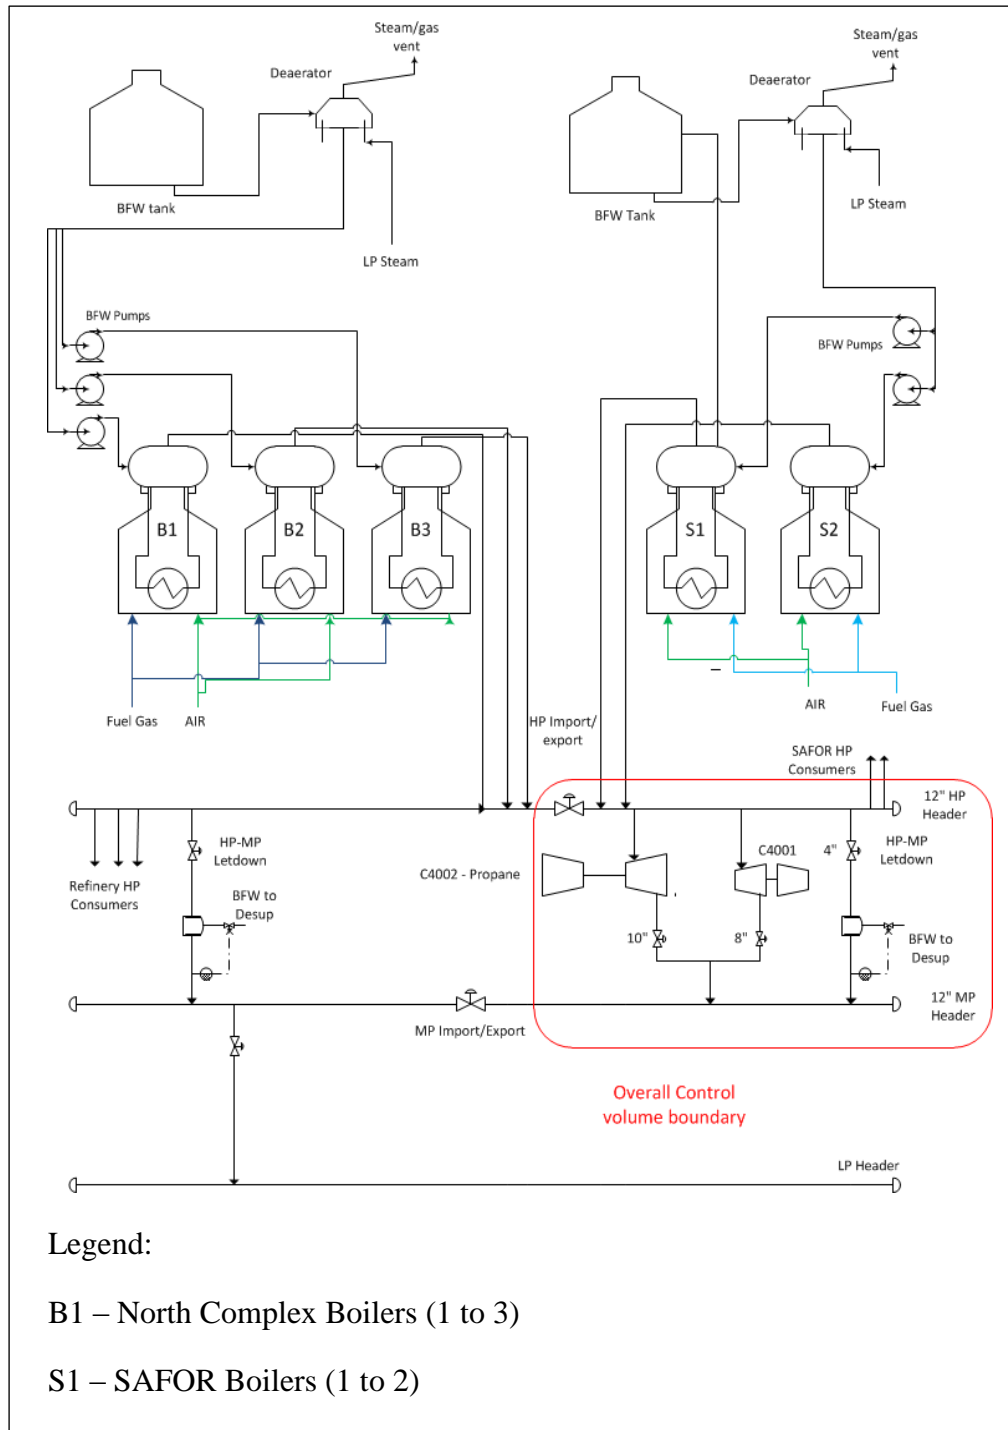 Steam/gas
vent
Deaerator
BFW tank
LP Steam
Steam/gas
vent
Deaerator
BFW Tank
LP Steam
BFW Pumps
BFW Pumps
B1
B2
B3
S1
S2
Fuel Gas
AIR
AIR
Fuel Gas
HP Import/
export
SAFOR HP
Consumers
12" HP
Header
HP-MP
Letdown
Refinery HP
Consumers
BFW to
Desup
C4002 - Propane
C4001
4"
HP-MP
Letdown
10"
8"
BFW to
Desup
MP Import/Export
12" MP
Header
Overall Control
volume boundary
LP Header
Legend:
B1 – North Complex Boilers (1 to 3)
S1 – SAFOR Boilers (1 to 2)